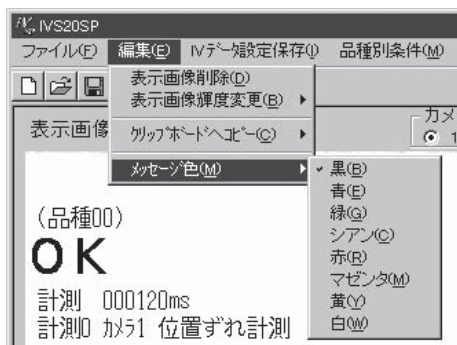 IVS20SP
ファイル(F) 編集(E) IVデータ設定保存(I) 品種別条件(M)
表示画像削除(D)
表示画像輝度変更(B)
クリップボードへコピー(C)
メッセージ色(M)
表示画像
カメ
1
黒(B)
青(E)
緑(G)
シアン(C)
赤(R)
マゼンタ(M)
黄(Y)
白(W)
(品種00)
OK
計測 000120ms
計測0 カメラ1 位置ずれ計測